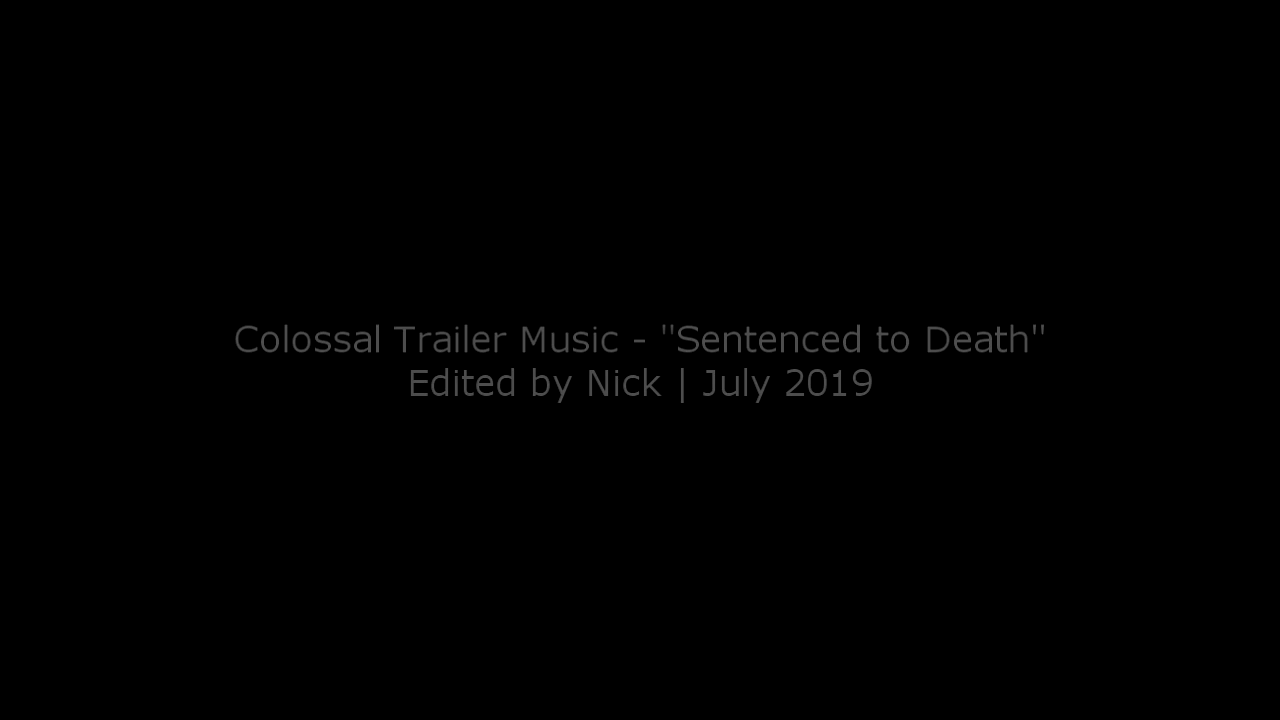 Colossal Trailer Music - "Sentenced to Death"
Edited by Nick | July 2019